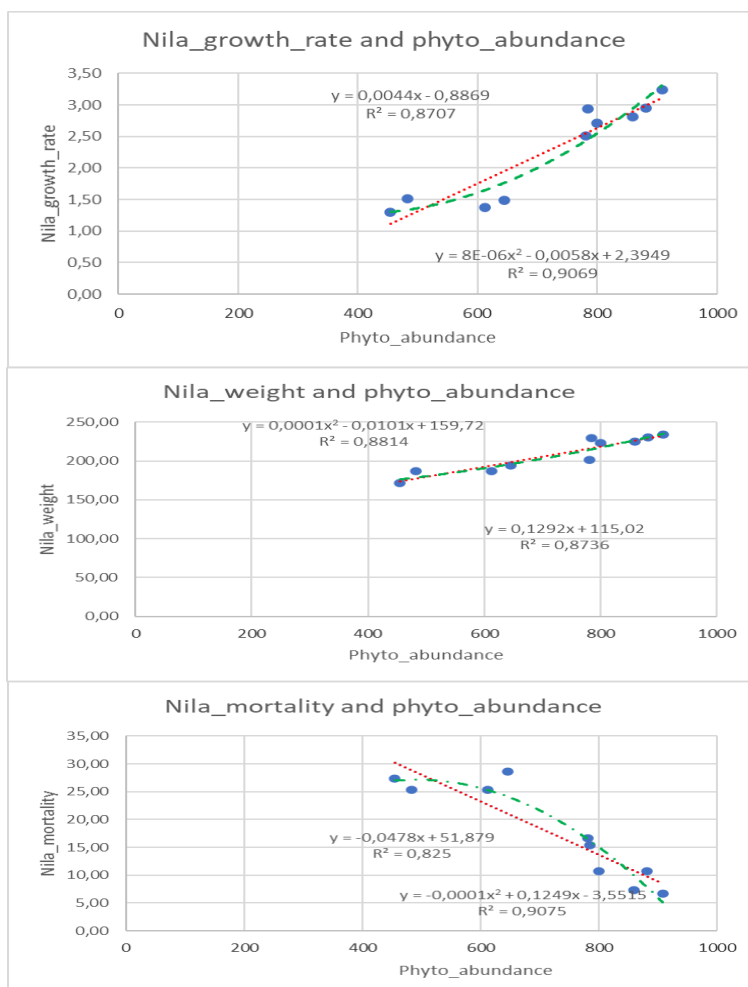 Nila_growth_rate and phyto_abundance
3,50
3,00
2,50
2,00
1,50
1,00
0,50
0,00
y = 0,0044x - 0,8869
R² = 0,8707
y = 8E-06x² - 0,0058x + 2,3949
R² = 0,9069
0
200
400
600
800
1000
Nila_growth_rate
Phyto_abundance
Nila_weight and phyto_abundance
250,00
200,00
150,00
100,00
50,00
0,00
y = 0,0001x² - 0,0101x + 159,72
R² = 0,8814
y = 0,1292x + 115,02
R² = 0,8736
0
200
400
600
800
1000
Nila_weight
Phyto_abundance
Nila_mortality and phyto_abundance
35,00
30,00
25,00
20,00
15,00
10,00
5,00
0,00
y = -0,0478x + 51,879
R² = 0,825
y = -0,0001x² + 0,1249x - 3,5515
R² = 0,9075
0
200
400
600
800
1000
Nila_mortality
Phyto_abundance